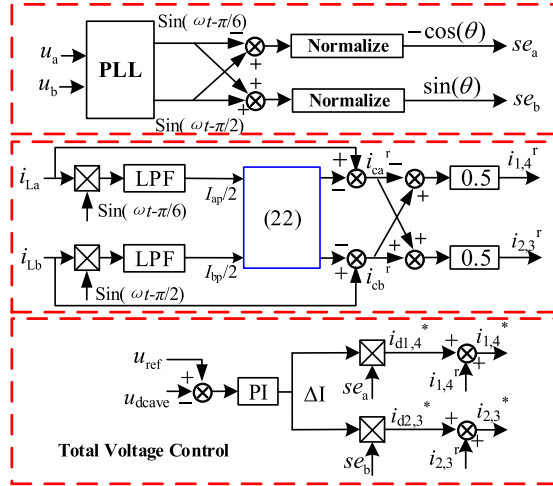 Sin( ωt-π/6)
u_a
u_b
PLL
−
+
Normalize
−cos(θ)
se_a
+
+
Normalize
sin(θ)
se_b
Sin( ωt-π/2)
i_La
LPF
I_ap/2
Sin( ωt-π/6)
(22)
+
−
i_ca^r
−
+
0.5
i_1,4^r
i_Lb
LPF
I_bp/2
Sin( ωt-π/2)
−
+
i_cb^r
+
+
0.5
i_2,3^r
u_ref
+
u_dcave
−
PI
ΔI
se_a
i_d1,4^*
+
+
i_1,4^*
i_1,4^r
se_b
i_d2,3^*
+
+
i_2,3^*
i_2,3^r
Total Voltage Control